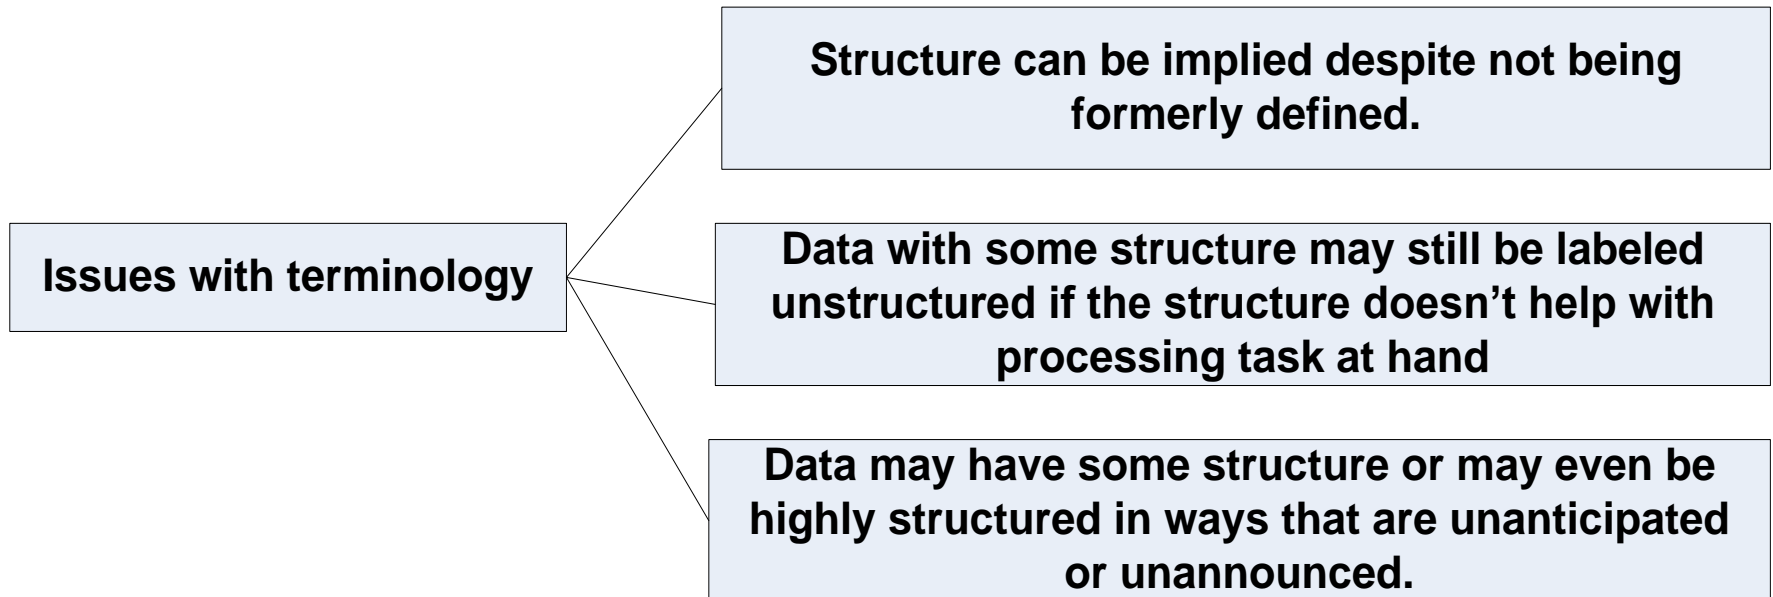 Structure can be implied despite not being
formerly defined.
Issues with terminology
Data with some structure may still be labeled
unstructured if the structure doesn’t help with
processing task at hand
Data may have some structure or may even be
highly structured in ways that are unanticipated
or unannounced.